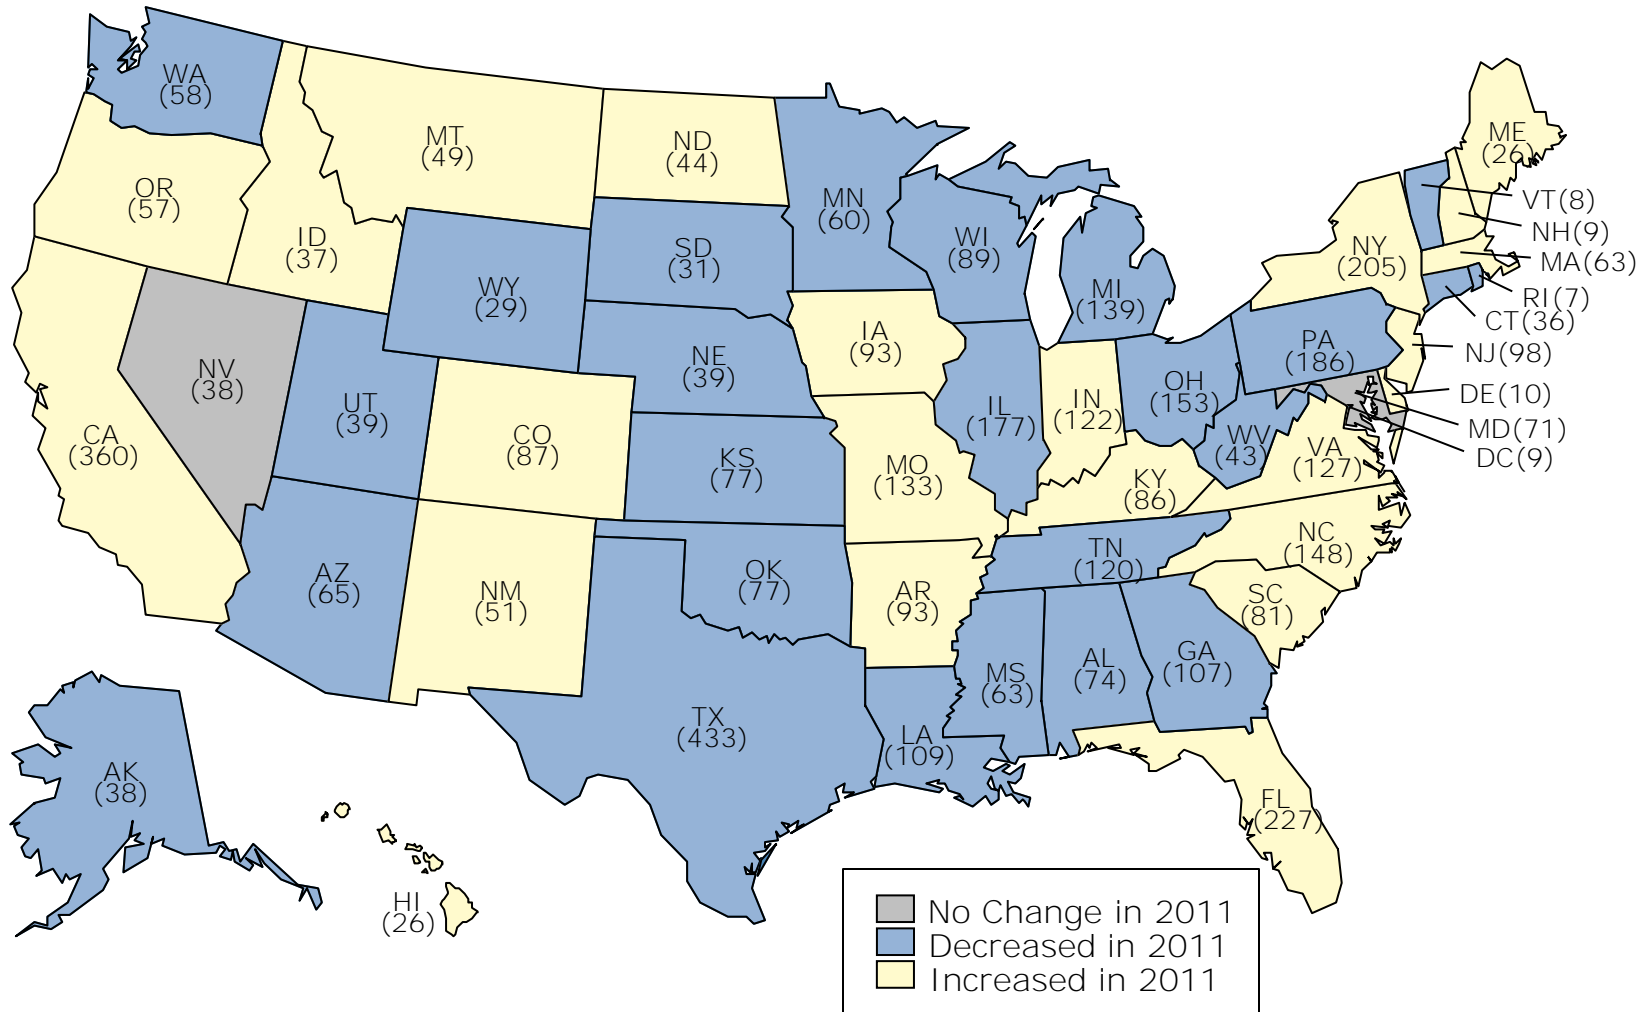 WA
(58)
MT
(49)
ND
(44)
ME
(26)
OR
(57)
ID
(37)
MN
(60)
VT(8)
NH(9)
MA(63)
RI(7)
CT(36)
NJ(98)
DE(10)
MD(71)
DC(9)
SD
(31)
WI
(89)
NY
(205)
WY
(29)
MI
(139)
IA
(93)
PA
(186)
NE
(39)
NV
(38)
UT
(39)
CA
(360)
CO
(87)
KS
(77)
MO
(133)
IL
(177)
IN
(122)
OH
(153)
WV
(43)
VA
(127)
KY
(86)
NC
(148)
TN
(120)
AZ
(65)
NM
(51)
OK
(77)
AR
(93)
SC
(81)
MS
(63)
AL
(74)
GA
(107)
TX
(433)
LA
(109)
AK
(38)
HI
(26)
FL
(227)
No Change in 2011
Decreased in 2011
Increased in 2011